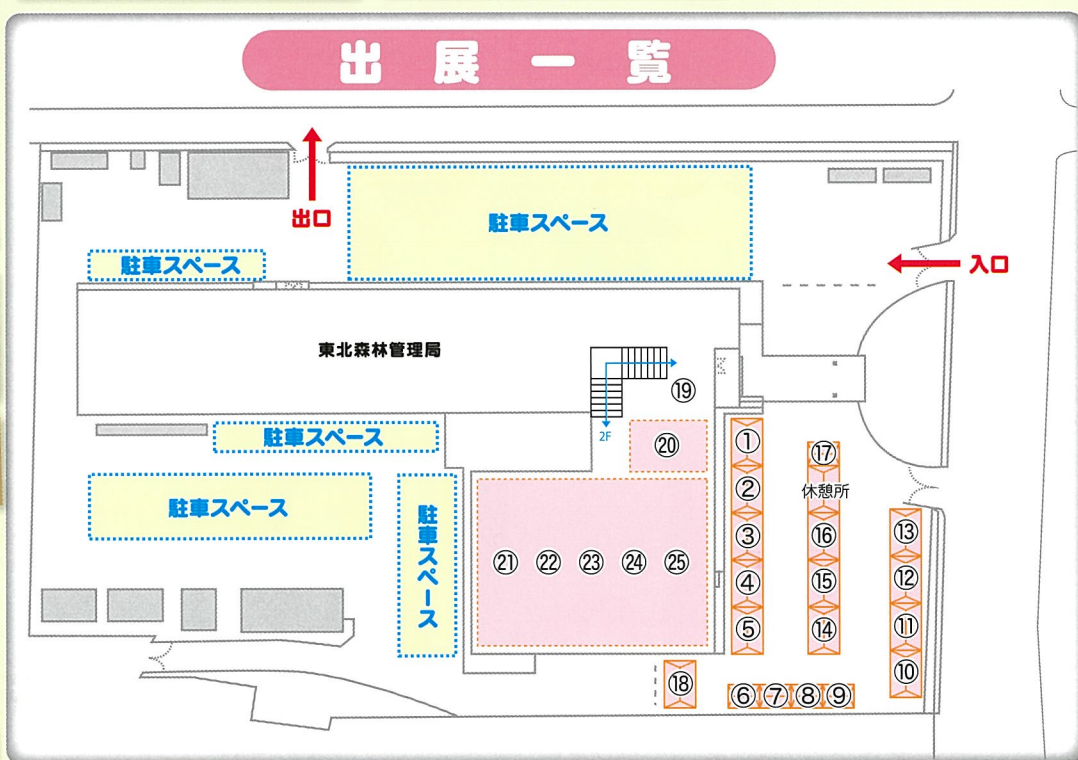 出展一覧
出口
駐車スペース
入口
駐車スペース
東北森林管理局
⑲
2F
⑳
①
⑰
駐車スペース
②
休憩所
駐車スペース
駐車スペース
③
⑯
⑬
㉑ ㉒ ㉓ ㉔ ㉕
④
⑮
⑫
⑤
⑭
⑪
⑩
⑱
⑥⑦⑧⑨